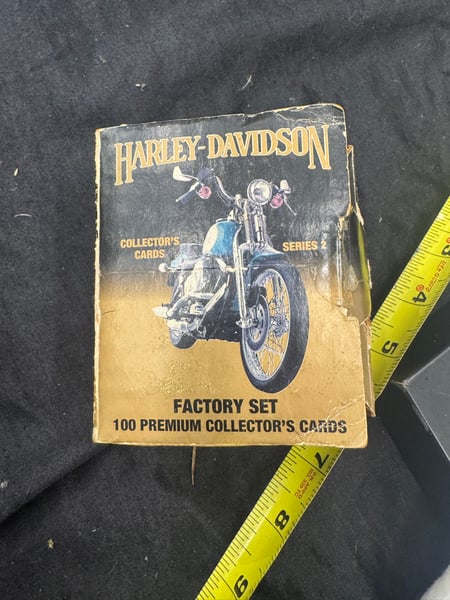 HARLEY-DAVIDSON
COLLECTOR'S
CARDS
SERIES 2
FACTORY SET
100 PREMIUM COLLECTOR'S CARDS
4
5
7
8
9